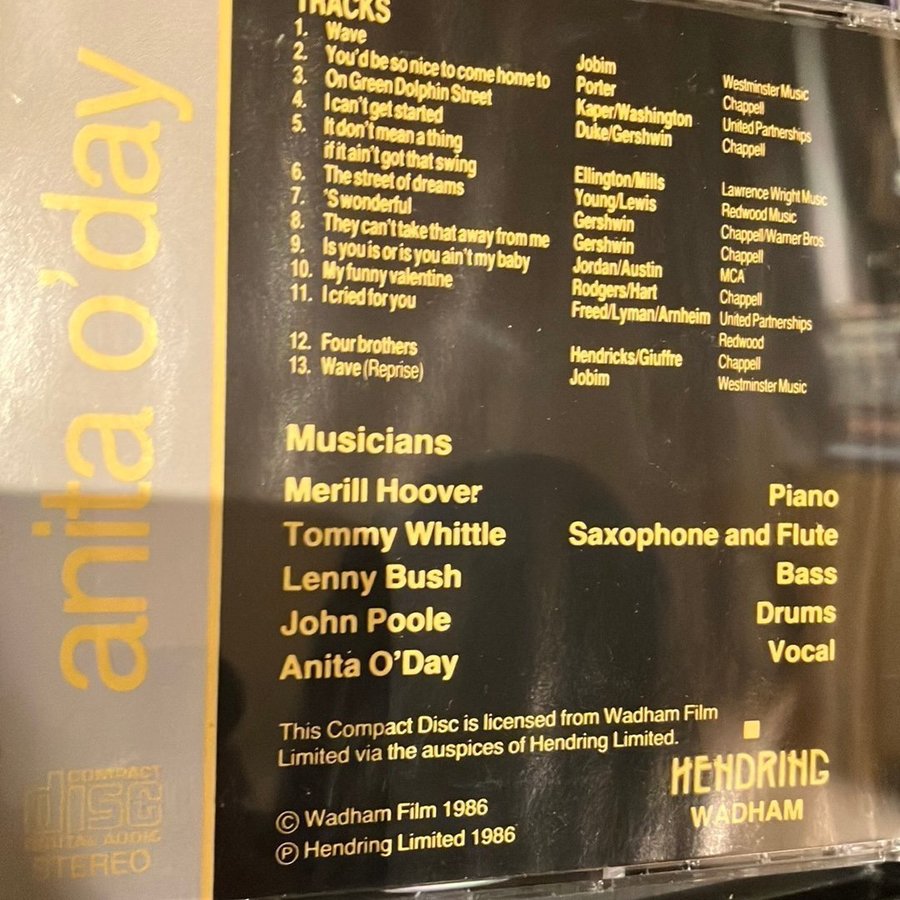 anita o'day
COMPACT
disc
DIGITAL AUDIO
STEREO
TRACKS
1. Wave Jobim Westminster Music
2. You'd be so nice to come home to Porter Chappell
3. On Green Dolphin Street Kaper/Washington United Partnerships
4. I can't get started Duke/Gershwin Chappell
5. It don't mean a thing
if it ain't got that swing Ellington/Mills Lawrence Wright Music
6. The street of dreams Young/Lewis Redwood Music
7. 'S wonderful Gershwin Chappell/Warner Bros.
8. They can't take that away from me Gershwin Chappell
9. Is you is or is you ain't my baby Jordan/Austin MCA
10. My funny valentine Rodgers/Hart Chappell
11. I cried for you Freed/Lyman/Arnheim United Partnerships
Redwood
12. Four brothers Hendricks/Giuffre Chappell
13. Wave (Reprise) Jobim Westminster Music
Musicians
Merill Hoover Piano
Tommy Whittle Saxophone and Flute
Lenny Bush Bass
John Poole Drums
Anita O'Day Vocal
This Compact Disc is licensed from Wadham Film
Limited via the auspices of Hendring Limited.
HENDRING
WADHAM
© Wadham Film 1986
℗ Hendring Limited 1986